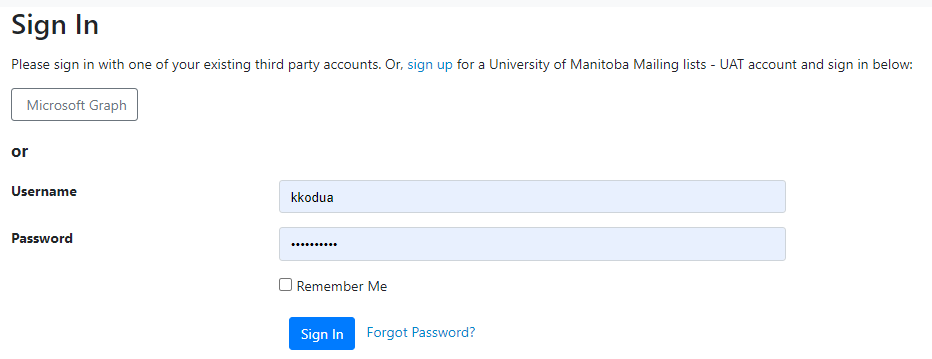 Sign In
Please sign in with one of your existing third party accounts. Or, sign up for a University of Manitoba Mailing lists - UAT account and sign in below:
Microsoft Graph
or
Username
kkodua
Password
••••••••••
Remember Me
Sign In
Forgot Password?